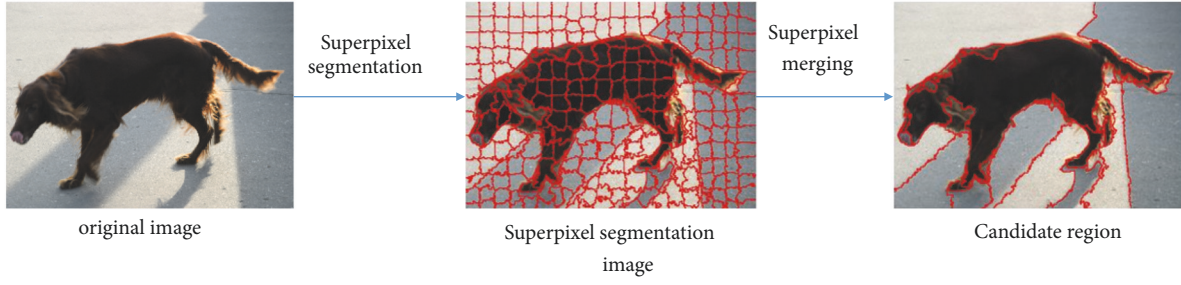 Superpixel
segmentation
Superpixel
merging
original image
Superpixel segmentation
image
Candidate region